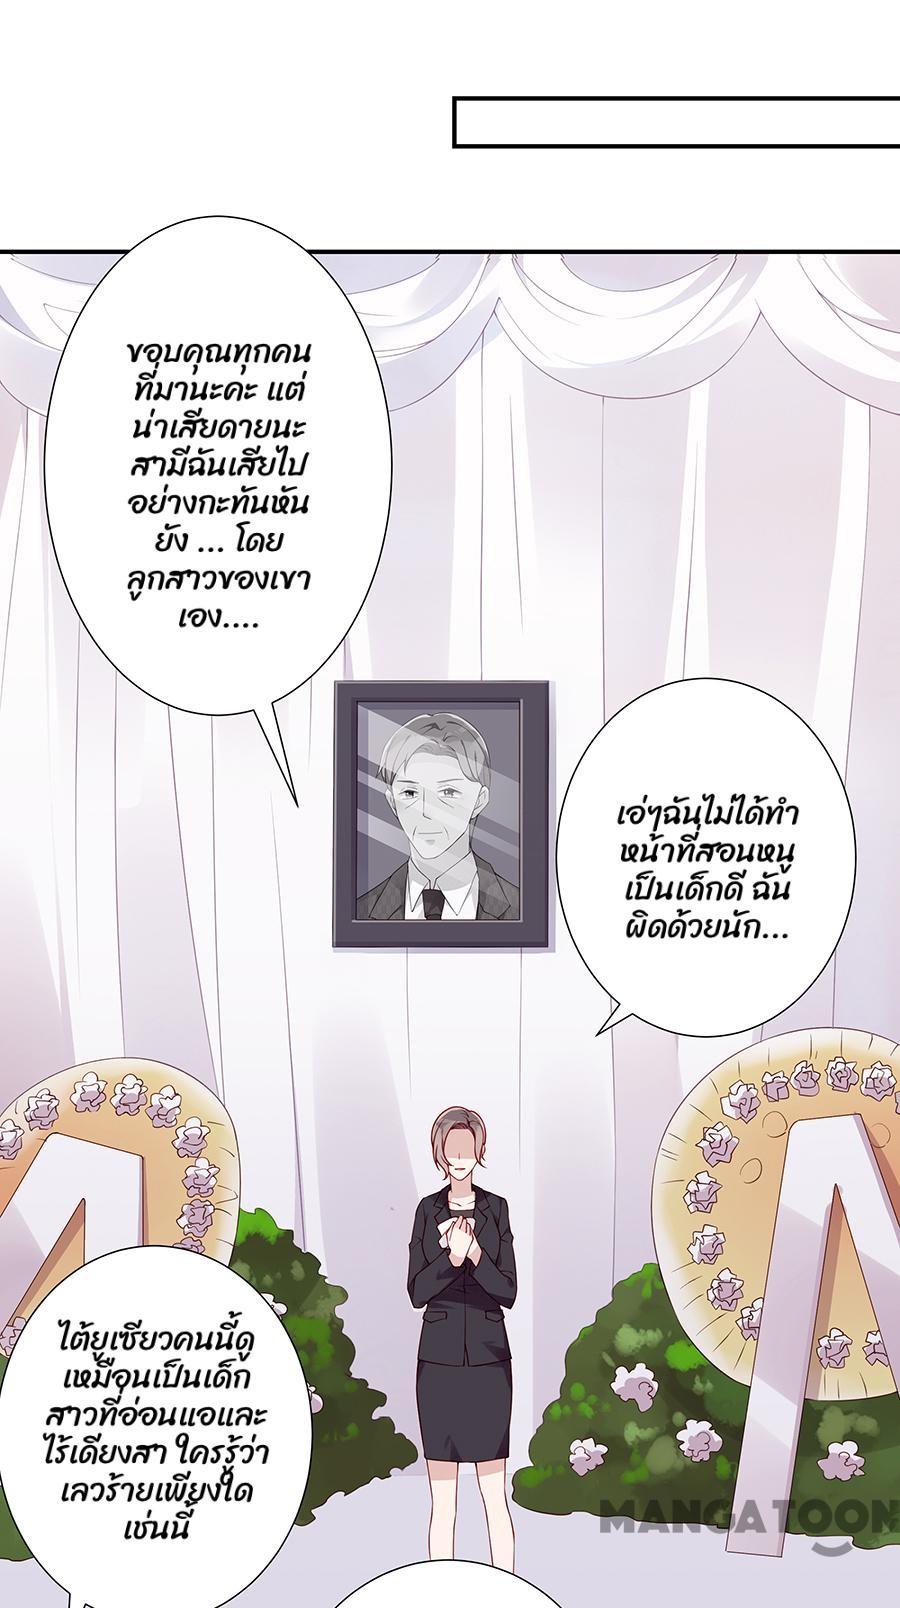 ขอบคุณทุกคน
ที่มานะคะ แต่
น่าเสียดายนะ
สามีฉันเสียไป
อย่างกะทันหัน
ยัง ... โดย
ลูกสาวของเขา
เอง....
เอ่ๆฉันไม่ได้ทำ
หน้าที่สอนหนู
เป็นเด็กดี ฉัน
ผิดด้วยนัก...
ไต้ยูเซียวคนนี้ดู
เหมือนเป็นเด็ก
สาวที่อ่อนแอและ
ไร้เดียงสา ใครรู้ว่า
เลวร้ายเพียงใด
เช่นนี้
MANGATOON